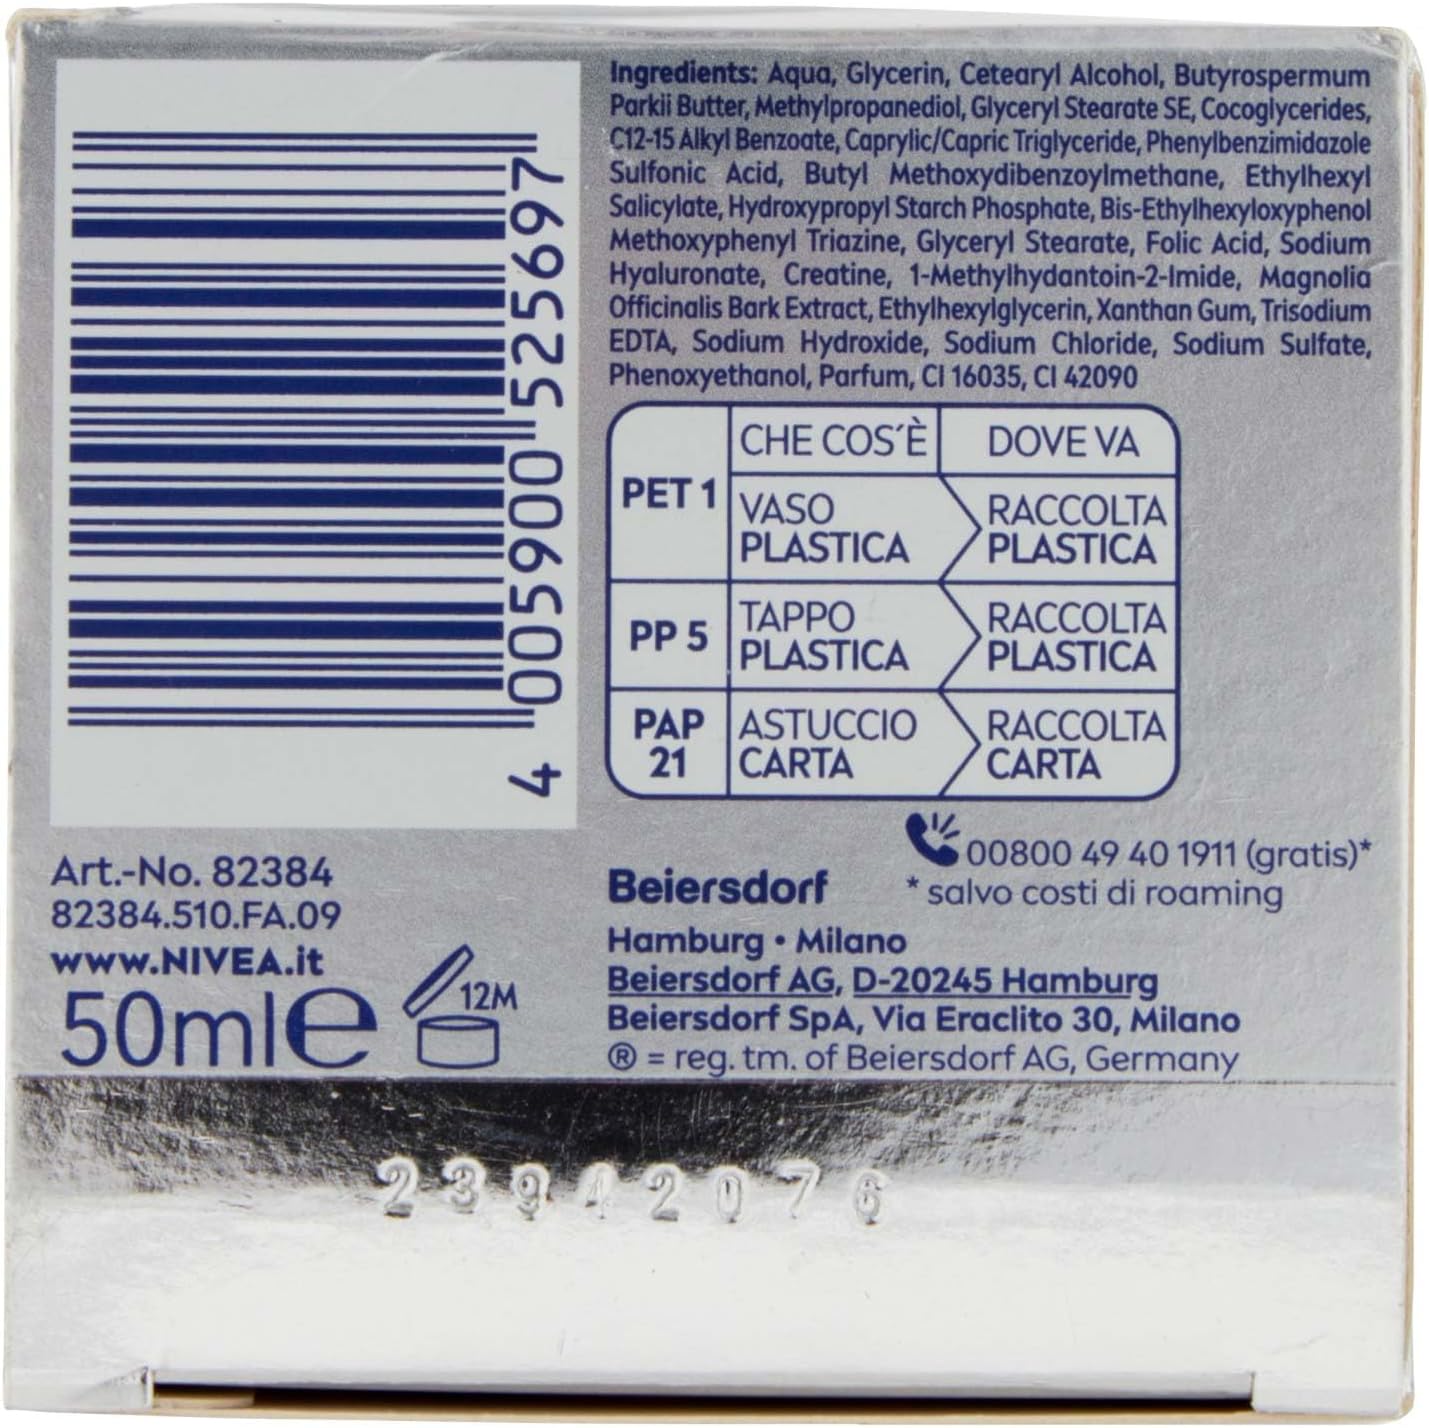 Ingredients: Aqua, Glycerin, Cetearyl Alcohol, Butyrospermum
Parkii Butter, Methylpropanediol, Glyceryl Stearate SE, Cocoglycerides,
C12-15 Alkyl Benzoate, Caprylic/Capric Triglyceride, Phenylbenzimidazole
Sulfonic Acid, Butyl Methoxydibenzoylmethane, Ethylhexyl
Salicylate, Hydroxypropyl Starch Phosphate, Bis-Ethylhexyloxyphenol
Methoxyphenyl Triazine, Glyceryl Stearate, Folic Acid, Sodium
Hyaluronate, Creatine, 1-Methylhydantoin-2-Imide, Magnolia
Officinalis Bark Extract, Ethylhexylglycerin, Xanthan Gum, Trisodium
EDTA, Sodium Hydroxide, Sodium Chloride, Sodium Sulfate,
Phenoxyethanol, Parfum, CI 16035, CI 42090
4 005900 525697
CHE COS´È DOVE VA
PET 1
VASO
PLASTICA
RACCOLTA
PLASTICA
PP 5
TAPPO
PLASTICA
RACCOLTA
PLASTICA
PAP
21
ASTUCCIO
CARTA
RACCOLTA
CARTA
00800 49 40 1911 (gratis)*
* salvo costi di roaming
Art.-No. 82384
82384.510.FA.09
www.NIVEA.it
50ml℮
12M
Beiersdorf
Hamburg • Milano
Beiersdorf AG, D-20245 Hamburg
Beiersdorf SpA, Via Eraclito 30, Milano
® = reg. tm. of Beiersdorf AG, Germany
23942076